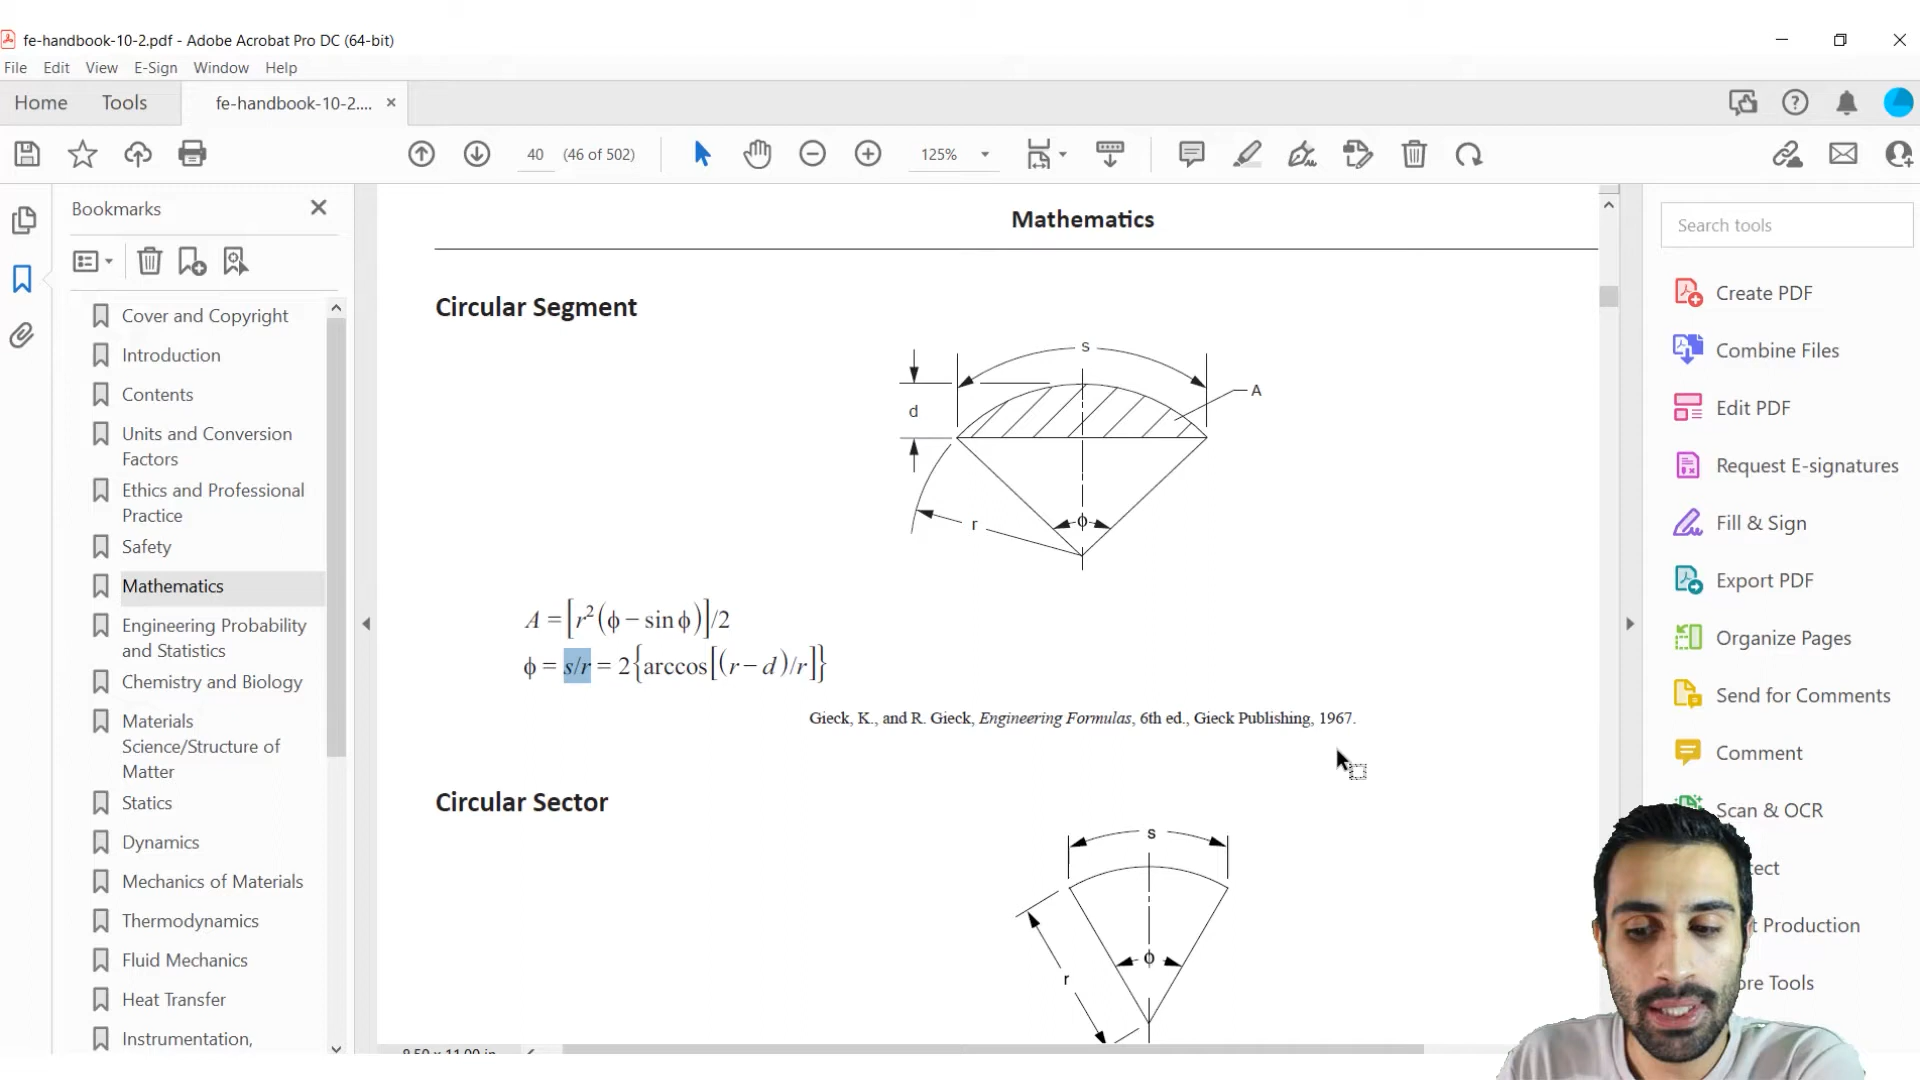 fe-handbook-10-2.pdf - Adobe Acrobat Pro DC (64-bit)
File Edit View E-Sign Window Help
Home Tools fe-handbook-10-2....
40 (46 of 502) 125%
Bookmarks
Cover and Copyright
Introduction
Contents
Units and Conversion
Factors
Ethics and Professional
Practice
Safety
Mathematics
Engineering Probability
and Statistics
Chemistry and Biology
Materials
Science/Structure of
Matter
Statics
Dynamics
Mechanics of Materials
Thermodynamics
Fluid Mechanics
Heat Transfer
Instrumentation,
Mathematics
Circular Segment
s
A
d
r
ϕ
A = [r²(ϕ − sin ϕ)]/2
ϕ = s/r = 2{arccos[(r − d)/r]}
Gieck, K., and R. Gieck, Engineering Formulas, 6th ed., Gieck Publishing, 1967.
Circular Sector
s
ϕ
r
Search tools
Create PDF
Combine Files
Edit PDF
Request E-signatures
Fill & Sign
Export PDF
Organize Pages
Send for Comments
Comment
Scan & OCR
Production
Tools